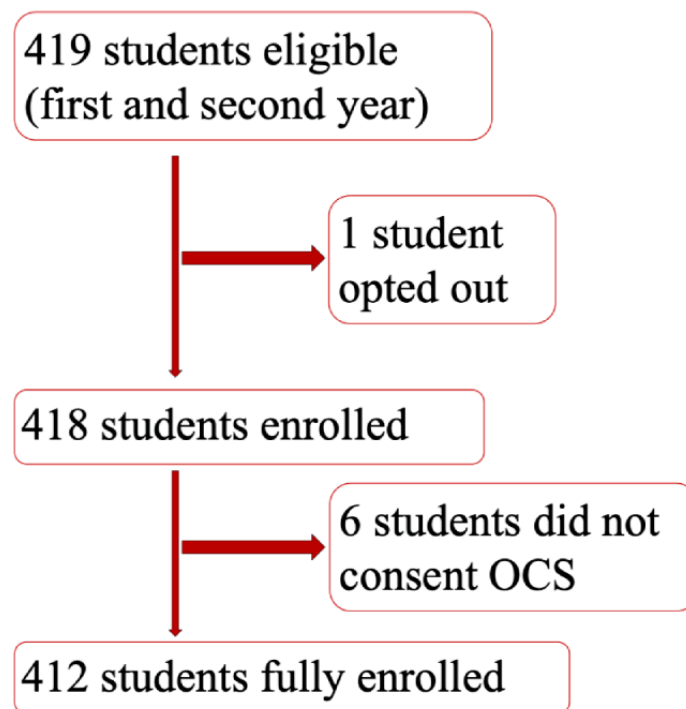 419 students eligible
(first and second year)
1 student
opted out
418 students enrolled
6 students did not
consent OCS
412 students fully enrolled